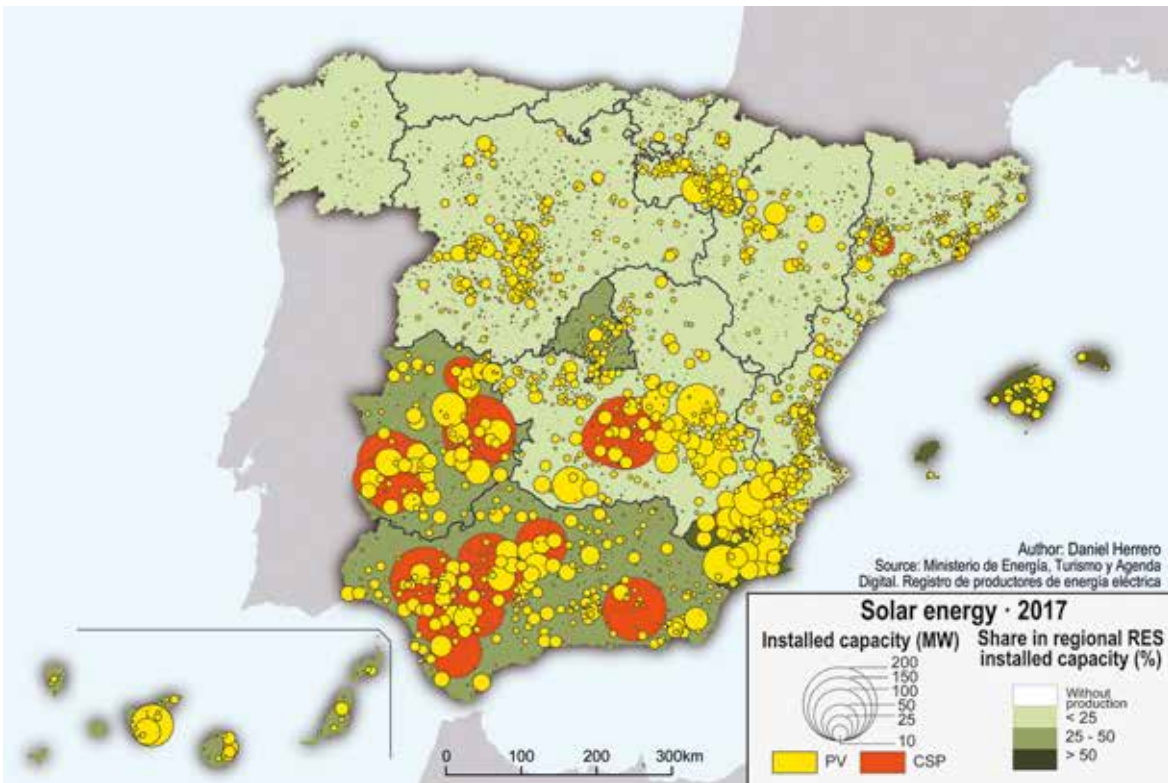 Author: Daniel Herrero
Source: Ministerio de Energía, Turismo y Agenda
Digital. Registro de productores de energía eléctrica
Solar energy · 2017
Installed capacity (MW)
200
150
100
50
25
10
PV
CSP
Share in regional RES
installed capacity (%)
Without
production
< 25
25 - 50
> 50
0 100 200 300km